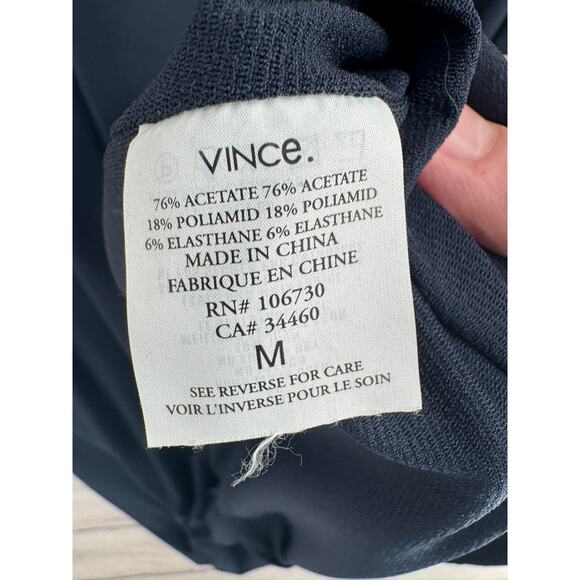 VINCe.
76% ACETATE 76% ACETATE
18% POLIAMID 18% POLIAMID
6% ELASTHANE 6% ELASTHANE
MADE IN CHINA
FABRIQUE EN CHINE
RN# 106730
CA# 34460
M
SEE REVERSE FOR CARE
VOIR L'INVERSE POUR LE SOIN